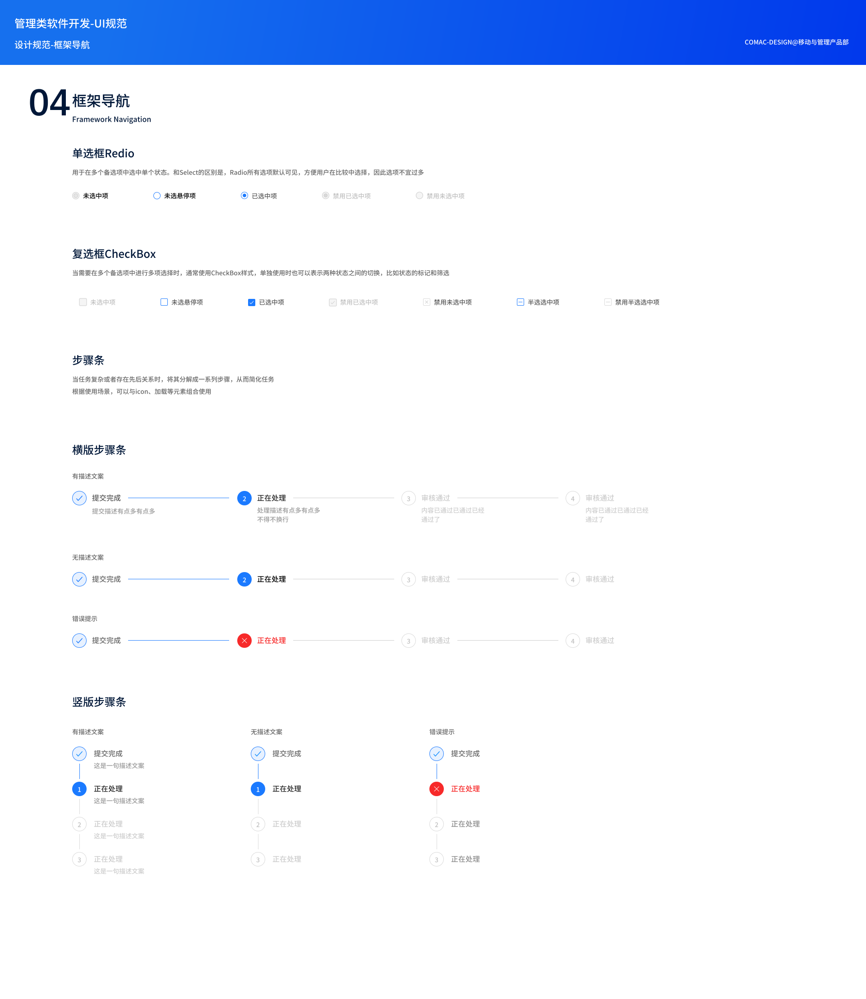 管理类软件开发-UI规范
设计规范-框架导航
COMAC-DESIGN@移动与管理产品部
04 框架导航
Framework Navigation
单选框Redio
用于在多个备选项中选中单个状态。和Select的区别是，Radio所有选项默认可见，方便用户在比较中选择，因此选项不宜过多
未选中项 未选悬停项 已选中项 禁用已选中项 禁用未选中项
复选框CheckBox
当需要在多个备选项中进行多项选择时，通常使用CheckBox样式，单独使用时也可以表示两种状态之间的切换，比如状态的标记和筛选
未选中项 未选悬停项 已选中项 禁用已选中项 禁用未选中项 半选选中项 禁用半选选中项
步骤条
当任务复杂或者存在先后关系时，将其分解成一系列步骤，从而简化任务
根据使用场景，可以与icon、加载等元素组合使用
横版步骤条
有描述文案
提交完成 2 正在处理 3 审核通过 4 审核通过
提交描述有点多有点多 处理描述有点多有点多 内容已通过已通过已经 内容已通过已通过已经
不得不换行 通过了 通过了
无描述文案
提交完成 2 正在处理 3 审核通过 4 审核通过
错误提示
提交完成 正在处理 3 审核通过 4 审核通过
竖版步骤条
有描述文案 无描述文案 错误提示
提交完成 提交完成 提交完成
这是一句描述文案
1 正在处理 1 正在处理 正在处理
这是一句描述文案
2 正在处理 2 正在处理 2 正在处理
这是一句描述文案
3 正在处理 3 正在处理 3 正在处理
这是一句描述文案